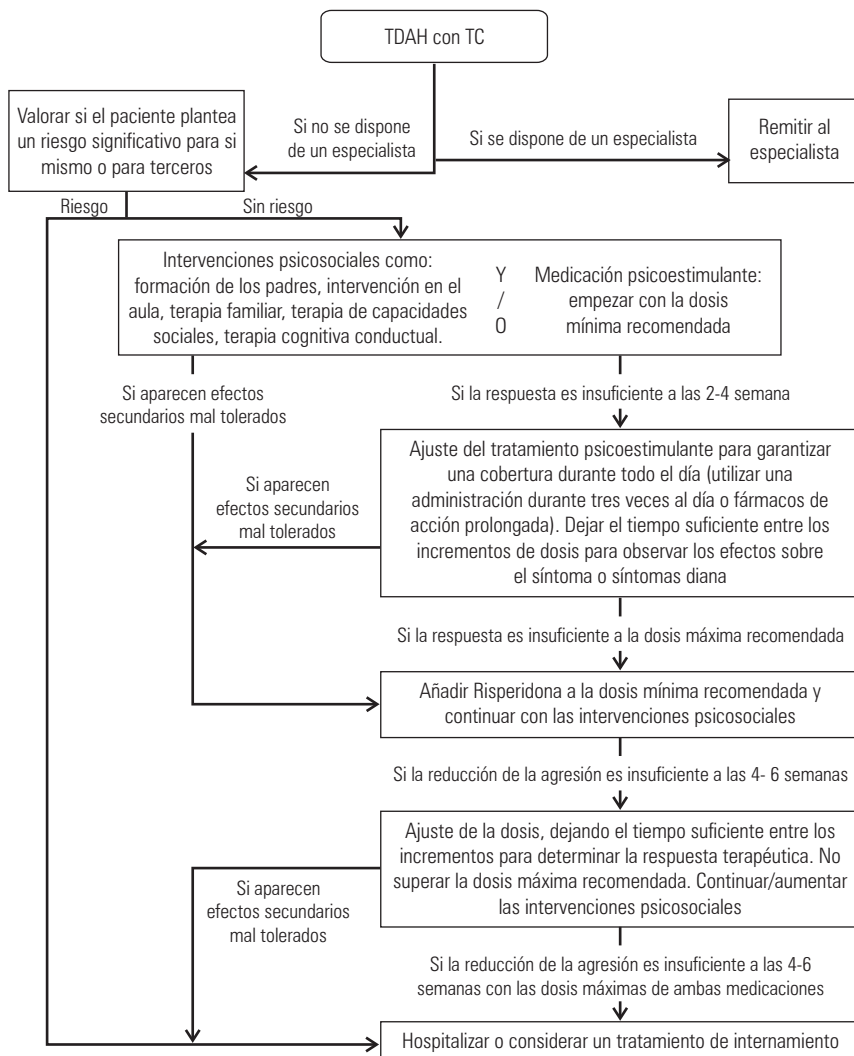 TDAH con TC
Valorar si el paciente plantea
un riesgo significativo para si
mismo o para terceros
Si no se dispone
de un especialista
Si se dispone de un especialista
Remitir al
especialista
Riesgo
Sin riesgo
Intervenciones psicosociales como:
formación de los padres, intervención en el
aula, terapia familiar, terapia de capacidades
sociales, terapia cognitiva conductual.
Y
/
O
Medicación psicoestimulante:
empezar con la dosis
mínima recomendada
Si aparecen efectos
secundarios mal tolerados
Si la respuesta es insuficiente a las 2-4 semana
Ajuste del tratamiento psicoestimulante para garantizar
una cobertura durante todo el día (utilizar una
administración durante tres veces al día o fármacos de
acción prolongada). Dejar el tiempo suficiente entre los
incrementos de dosis para observar los efectos sobre
el síntoma o síntomas diana
Si aparecen
efectos secundarios
mal tolerados
Si la respuesta es insuficiente a la dosis máxima recomendada
Añadir Risperidona a la dosis mínima recomendada y
continuar con las intervenciones psicosociales
Si la reducción de la agresión es insuficiente a las 4- 6 semanas
Ajuste de la dosis, dejando el tiempo suficiente entre los
incrementos para determinar la respuesta terapéutica. No
superar la dosis máxima recomendada. Continuar/aumentar
las intervenciones psicosociales
Si aparecen
efectos secundarios
mal tolerados
Si la reducción de la agresión es insuficiente a las 4-6
semanas con las dosis máximas de ambas medicaciones
Hospitalizar o considerar un tratamiento de internamiento